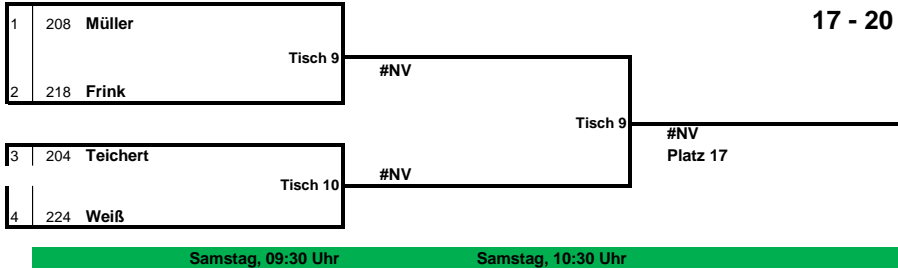 17 - 20
1 208 Müller
Tisch 9
#NV
2 218 Frink
Tisch 9
#NV
3 204 Teichert
Platz 17
#NV
Tisch 10
4 224 Weiß
Samstag, 09:30 Uhr Samstag, 10:30 Uhr